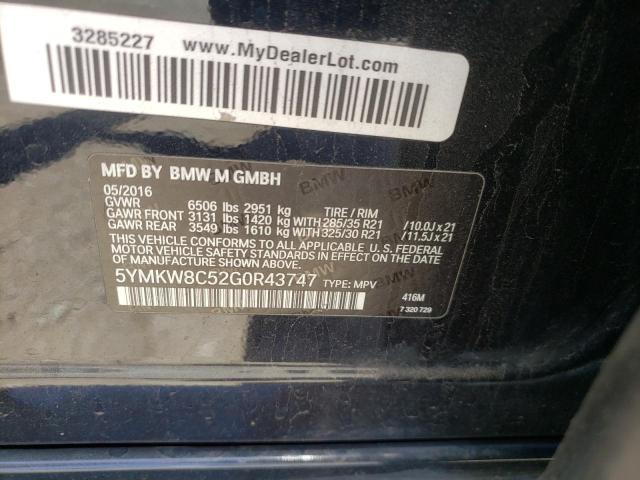 3285227 www.MyDealerLot.com
MFD BY BMW M GMBH
05/2016
GVWR 6506 lbs 2951 kg TIRE / RIM
GAWR FRONT 3131 lbs 1420 kg WITH 285/35 R21 /10.0J x 21
GAWR REAR 3549 lbs 1610 kg WITH 325/30 R21 /11.5J x 21
THIS VEHICLE CONFORMS TO ALL APPLICABLE U.S. FEDERAL
MOTOR VEHICLE SAFETY STANDARDS IN EFFECT ON THE
DATE OF MANUFACTURE SHOWN ABOVE.
5YMKW8C52G0R43747 TYPE: MPV
416M
7 320 729